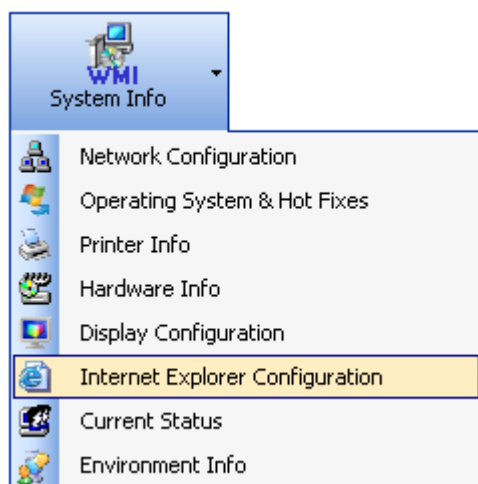 WMI
System Info
Network Configuration
Operating System & Hot Fixes
Printer Info
Hardware Info
Display Configuration
Internet Explorer Configuration
Current Status
Environment Info